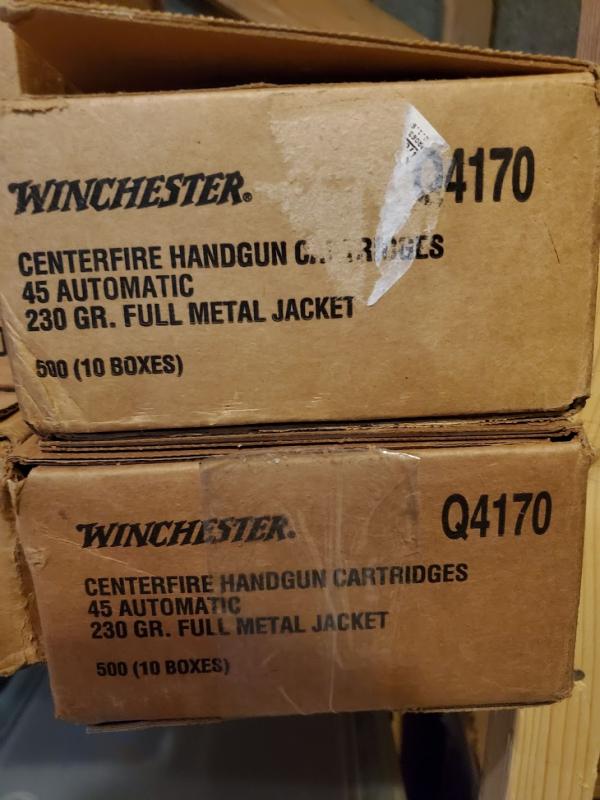 WINCHESTER®
Q4170
CENTERFIRE HANDGUN CARTRIDGES
45 AUTOMATIC
230 GR. FULL METAL JACKET
500 (10 BOXES)
WINCHESTER®
Q4170
CENTERFIRE HANDGUN CARTRIDGES
45 AUTOMATIC
230 GR. FULL METAL JACKET
500 (10 BOXES)